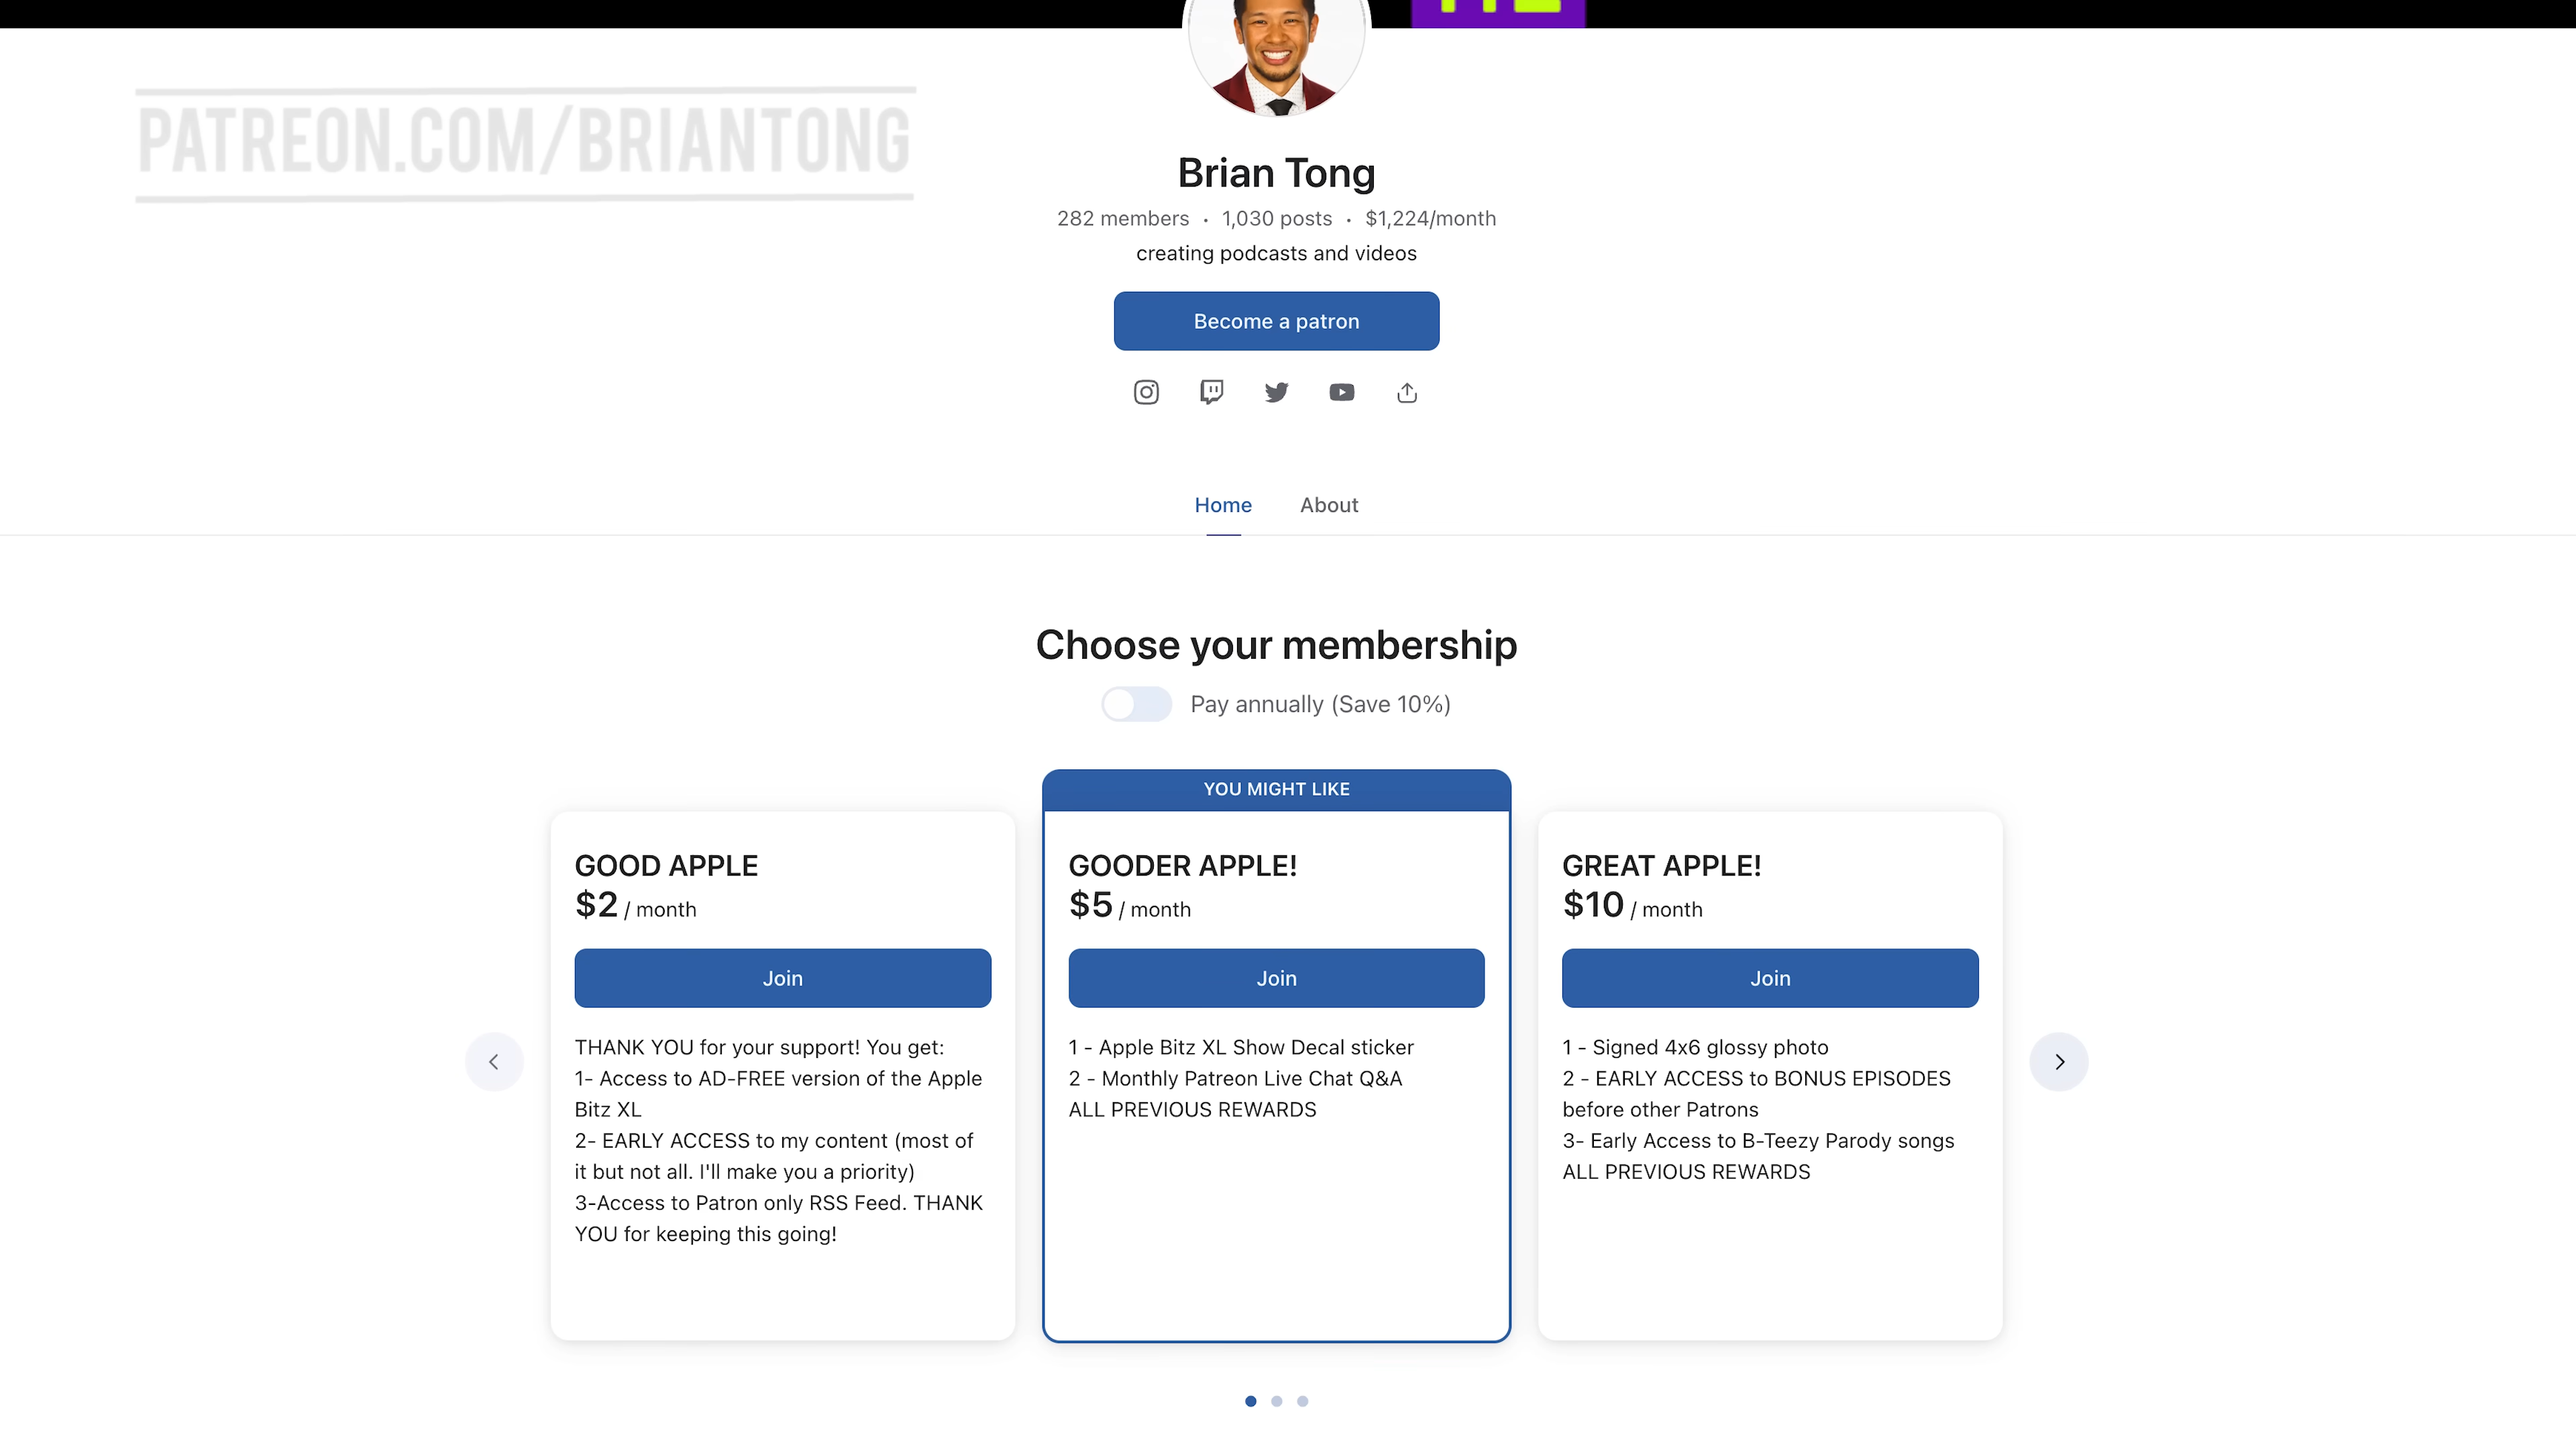 PATREON.COM/BRIANTONG
Brian Tong
282 members • 1,030 posts • $1,224/month
creating podcasts and videos
Become a patron
Home About
Choose your membership
Pay annually (Save 10%)
YOU MIGHT LIKE
GOOD APPLE
$2 / month
Join
THANK YOU for your support! You get:
1- Access to AD-FREE version of the Apple
Bitz XL
2- EARLY ACCESS to my content (most of
it but not all. I'll make you a priority)
3-Access to Patron only RSS Feed. THANK
YOU for keeping this going!
GOODER APPLE!
$5 / month
Join
1 - Apple Bitz XL Show Decal sticker
2 - Monthly Patreon Live Chat Q&A
ALL PREVIOUS REWARDS
GREAT APPLE!
$10 / month
Join
1 - Signed 4x6 glossy photo
2 - EARLY ACCESS to BONUS EPISODES
before other Patrons
3- Early Access to B-Teezy Parody songs
ALL PREVIOUS REWARDS